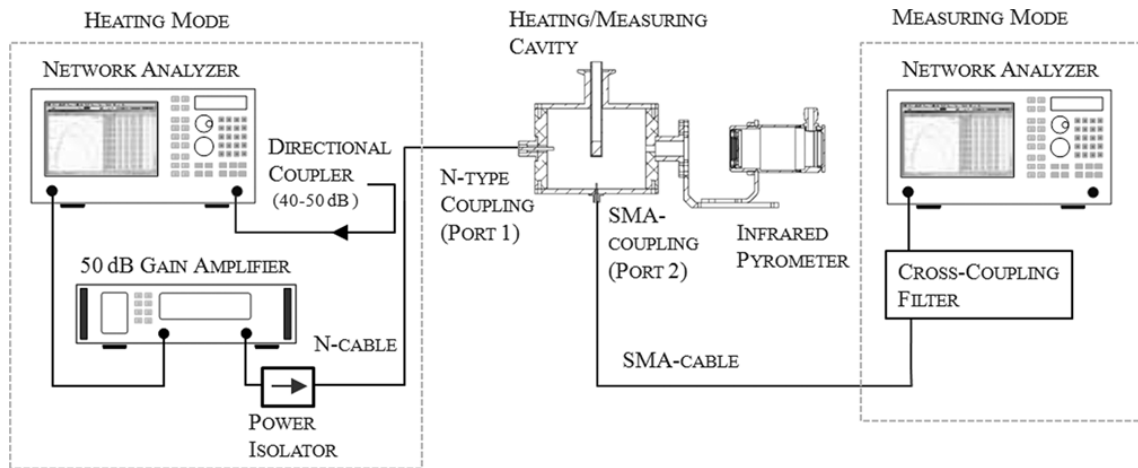 HEATING MODE
NETWORK ANALYZER
DIRECTIONAL
COUPLER
(40-50 dB)
50 dB GAIN AMPLIFIER
N-CABLE
POWER
ISOLATOR
HEATING/MEASURING
CAVITY
N-TYPE
COUPLING
(PORT 1)
SMA-
COUPLING
(PORT 2)
INFRARED
PYROMETER
SMA-CABLE
MEASURING MODE
NETWORK ANALYZER
CROSS-COUPLING
FILTER